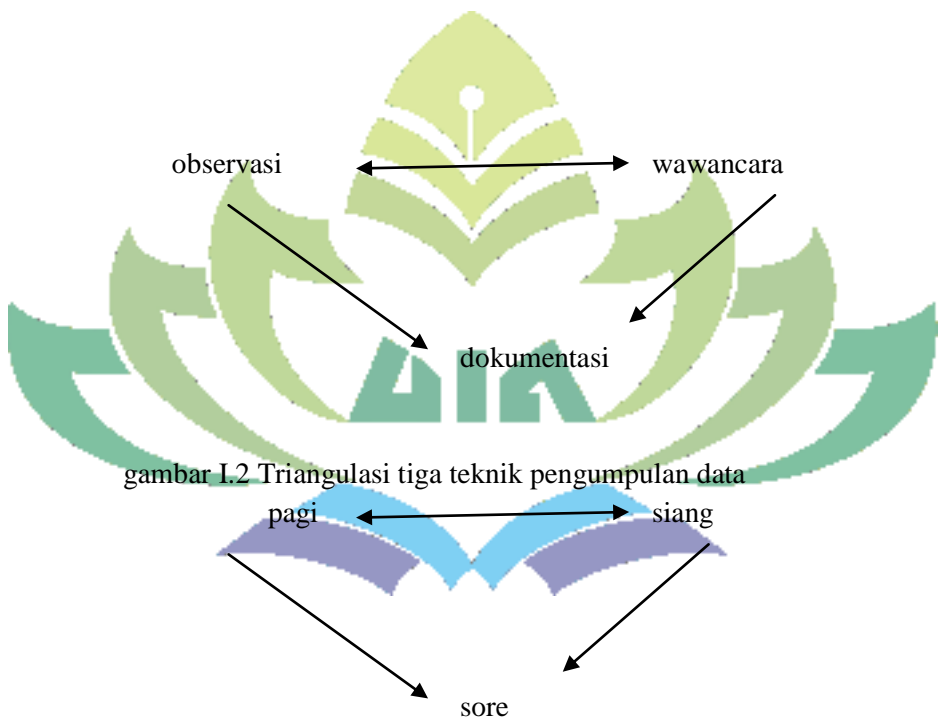 observasi wawancara
dokumentasi
gambar I.2 Triangulasi tiga teknik pengumpulan data
pagi siang
sore